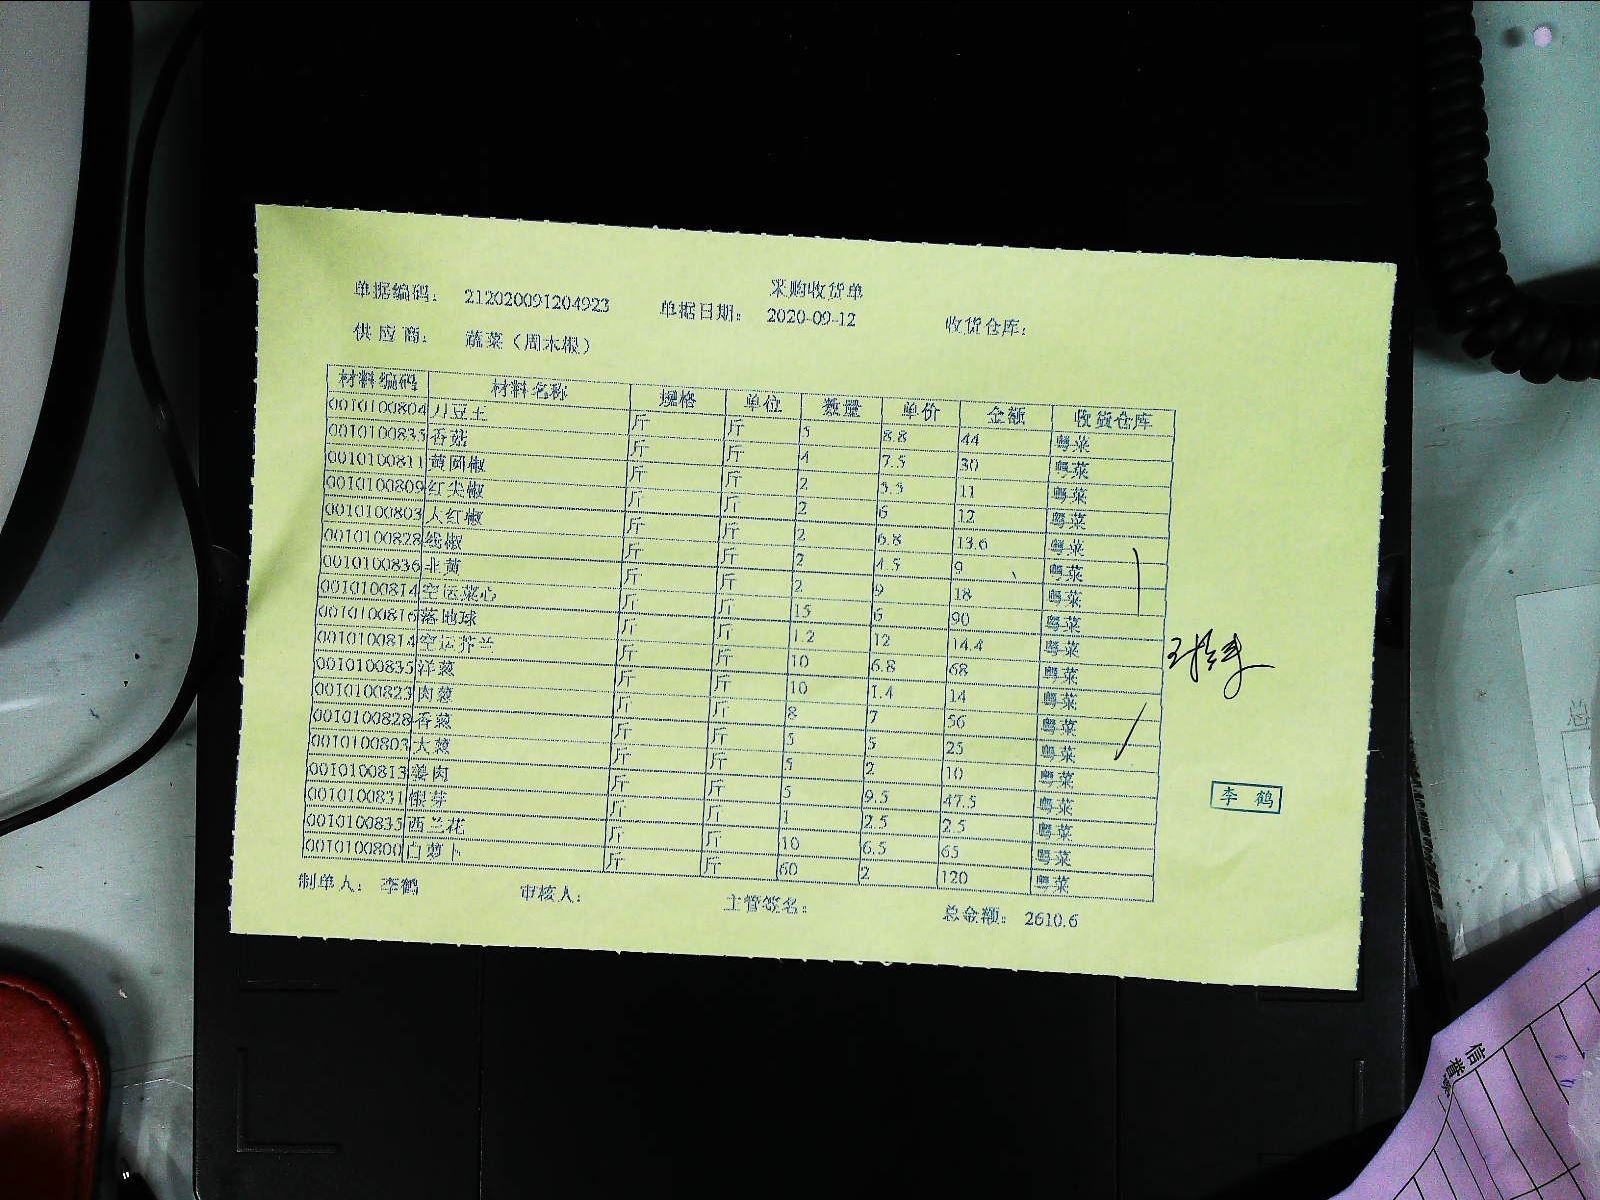 采购收货单
单据编码： 212020091204923 单据日期： 2020-09-12 收货仓库：
供应商： 蔬菜（周木根）
材料编码 材料名称 规格 单位 数量 单价 金额 收货仓库
0010100804 刀豆王 斤 斤 5 8.8 44 粤菜
0010100835 香菇 斤 斤 4 7.5 30 粤菜
0010100811 黄圆椒 斤 斤 2 5.5 11 粤菜
0010100809 红尖椒 斤 斤 2 6 12 粤菜
0010100803 大红椒 斤 斤 2 6.8 13.6 粤菜
0010100828 线椒 斤 斤 2 4.5 9 粤菜
0010100836 韭黄 斤 斤 2 9 18 粤菜
0010100814 空运菜心 斤 斤 15 6 90 粤菜
0010100816 落地球 斤 斤 1.2 12 14.4 粤菜
0010100814 空运芥兰 斤 斤 10 6.8 68 粤菜
0010100835 洋葱 斤 斤 10 1.4 14 粤菜
0010100823 肉葱 斤 斤 8 7 56 粤菜
0010100828 香葱 斤 斤 5 5 25 粤菜
0010100803 大葱 斤 斤 5 2 10 粤菜
0010100813 姜肉 斤 斤 5 9.5 47.5 粤菜
0010100831 银芽 斤 斤 1 2.5 2.5 粤菜
0010100835 西兰花 斤 斤 10 6.5 65 粤菜
0010100800 白萝卜 斤 斤 60 2 120 粤菜
李 鹤
制单人： 李鹤 审核人： 主管签名： 总金额： 2610.6
总